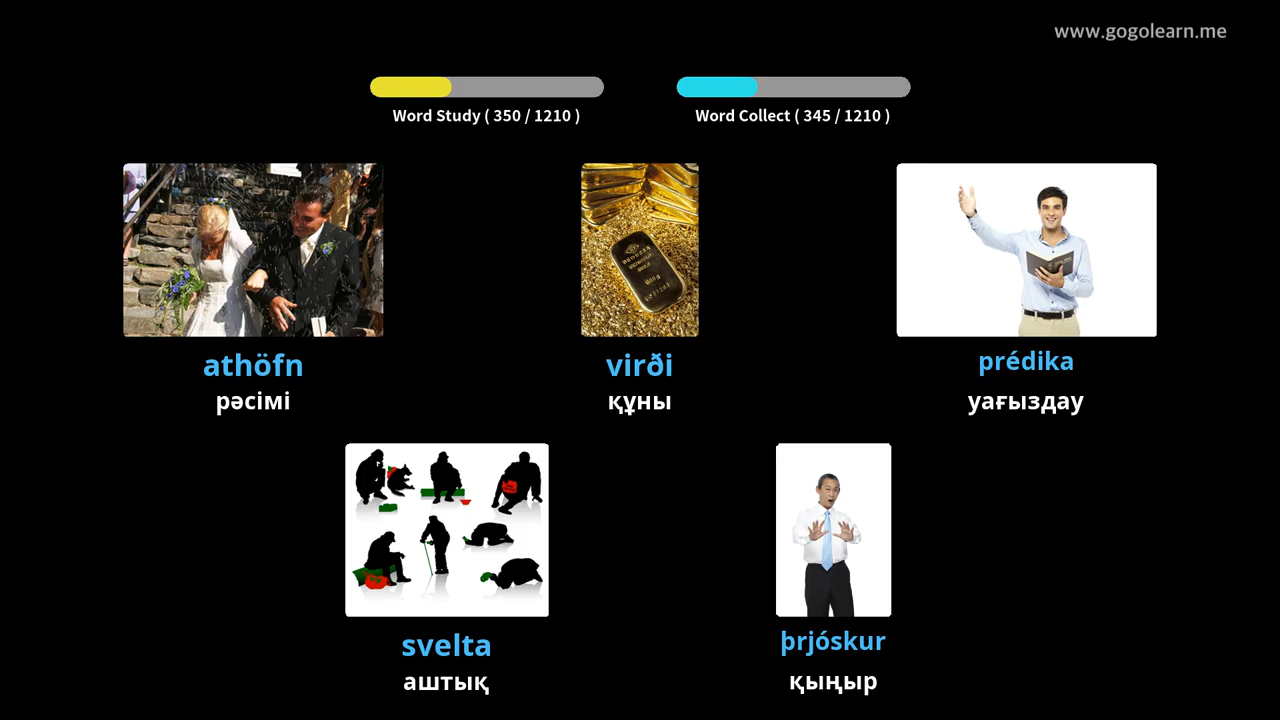 www.gogolearn.me
Word Study ( 350 / 1210 )
Word Collect ( 345 / 1210 )
athöfn
рәсімі
virði
құны
prédika
уағыздау
svelta
аштық
þrjóskur
қыңыр